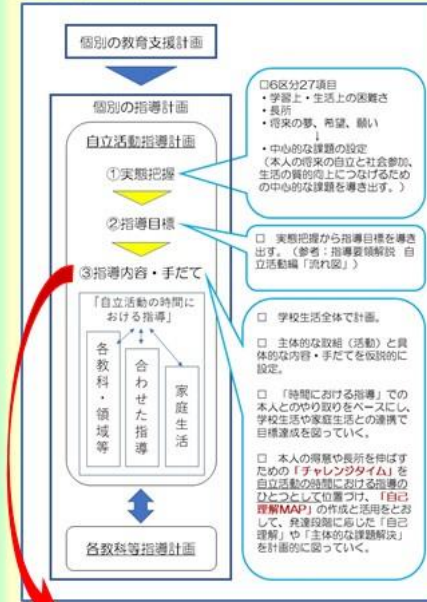 個別の教育支援計画
個別の指導計画
自立活動指導計画
①実態把握
②指導目標
③指導内容・手だて
「自立活動の時間に
おける指導」
各教科・領域等
合わせた指導
家庭生活
各教科等指導計画
□6区分27項目
・学習上・生活上の困難さ
・長所
・将来の夢、希望、願い
↓
・中心的な課題の設定
（本人の将来の自立と社会参加、
生活の質的向上につなげるため
の中心的な課題を導き出す。）
□　実態把握から指導目標を導き
出す。（参考：指導要領解説　自
立活動編「流れ図」）
□　学校生活全体で計画。
□　主体的な取組（活動）と具
体的な内容・手だてを仮説的に
設定。
□　「時間における指導」での
本人とのやり取りをベースにし、
学校生活や家庭生活との連携で
目標達成を図っていく。
□　本人の得意や長所を伸ばす
ための「チャレンジタイム」を
自立活動の時間における指導の
ひとつとして位置づけ、「自己
理解MAP」の作成と活用をとお
して、発達段階に応じた「自己
理解」や「主体的な課題解決」
を計画的に図っていく。